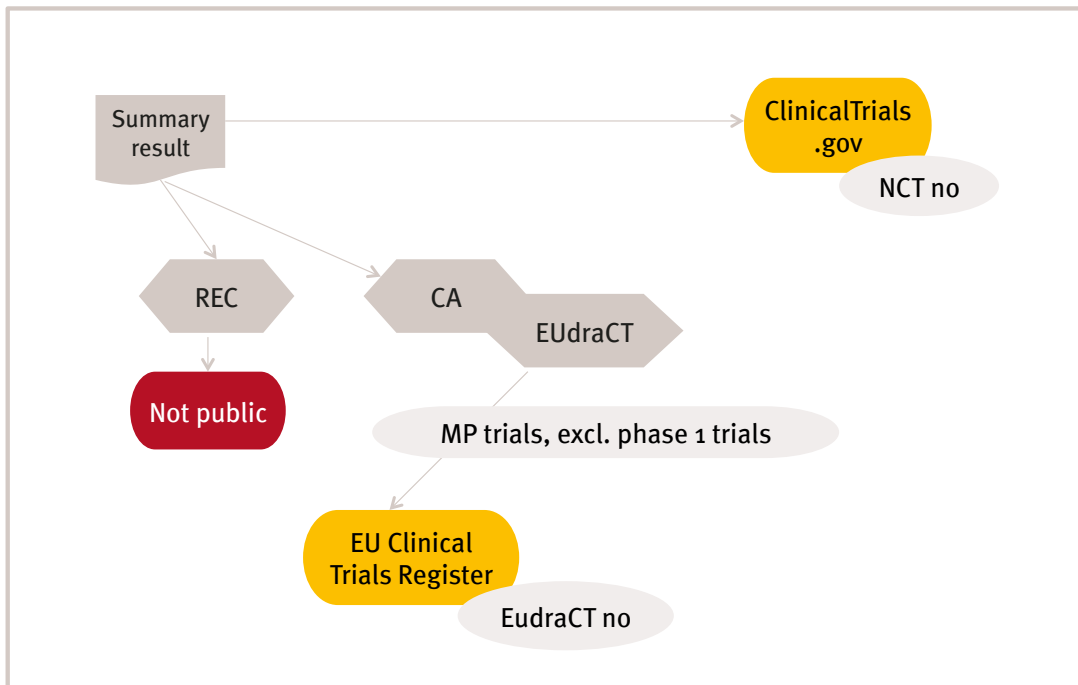 Summary
result
ClinicalTrials
.gov
NCT no
REC
CA
EUdraCT
Not public
MP trials, excl. phase 1 trials
EU Clinical
Trials Register
EudraCT no